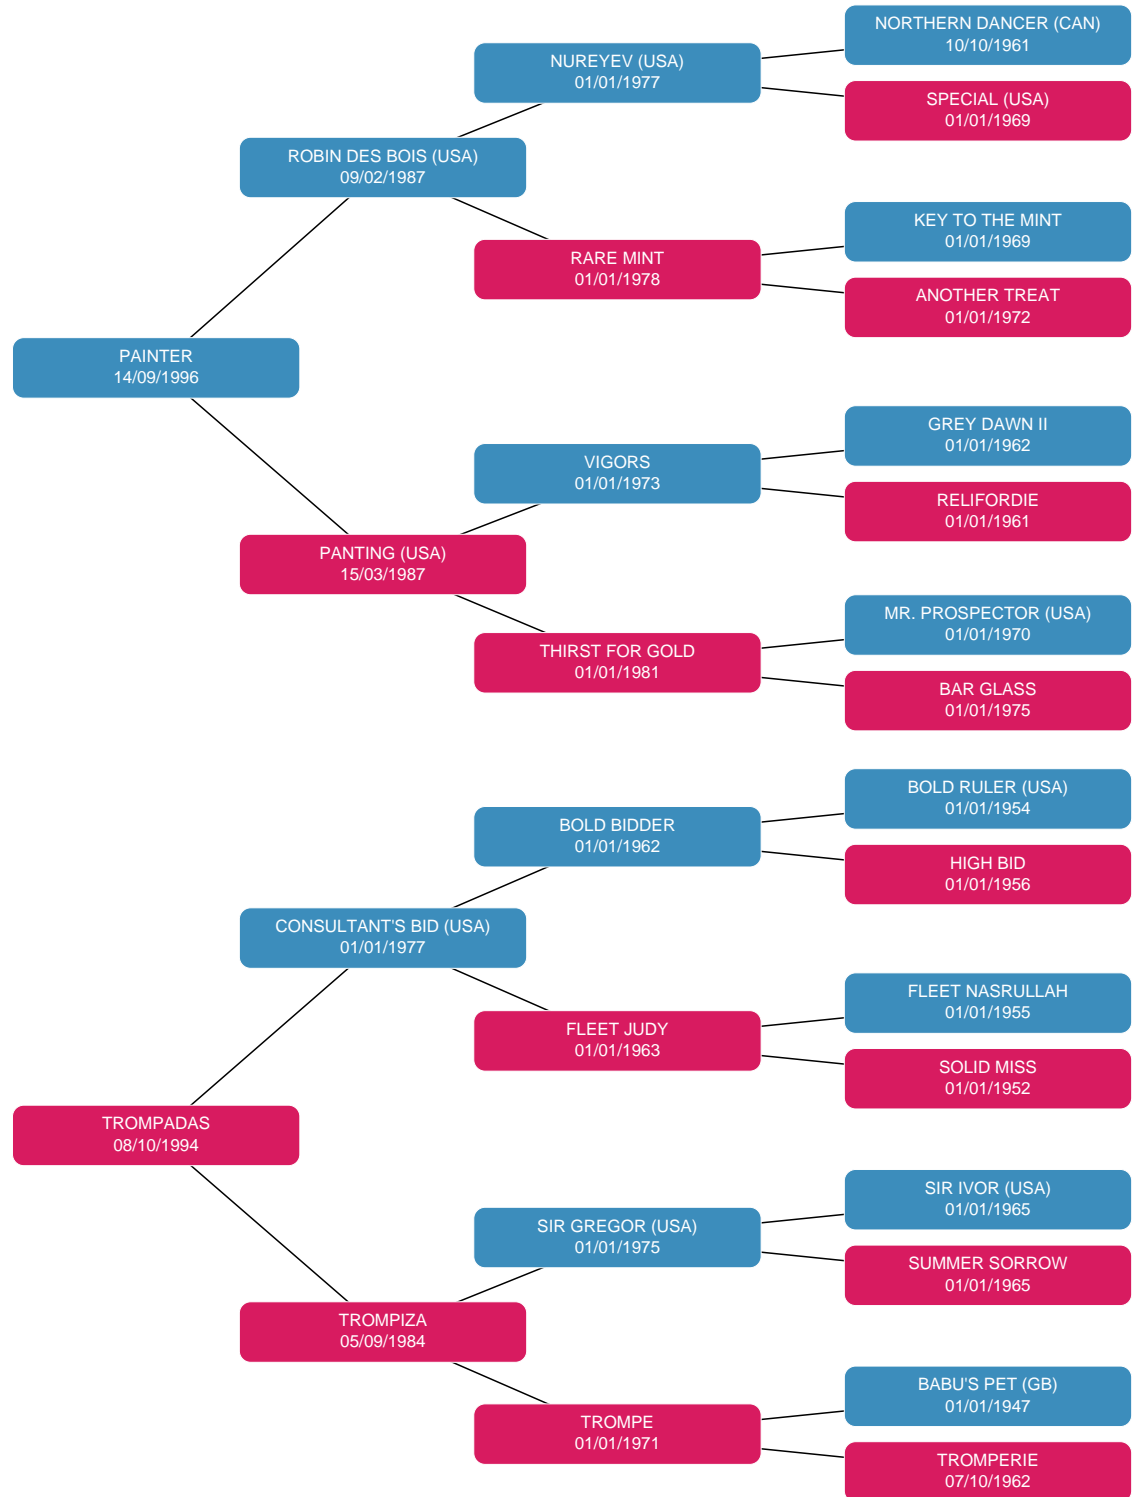 NORTHERN DANCER (CAN)
10/10/1961
NUREYEV (USA)
01/01/1977
SPECIAL (USA)
01/01/1969
ROBIN DES BOIS (USA)
09/02/1987
KEY TO THE MINT
01/01/1969
RARE MINT
01/01/1978
ANOTHER TREAT
01/01/1972
PAINTER
14/09/1996
GREY DAWN II
01/01/1962
VIGORS
01/01/1973
RELIFORDIE
01/01/1961
PANTING (USA)
15/03/1987
MR. PROSPECTOR (USA)
01/01/1970
THIRST FOR GOLD
01/01/1981
BAR GLASS
01/01/1975
BOLD RULER (USA)
01/01/1954
BOLD BIDDER
01/01/1962
HIGH BID
01/01/1956
CONSULTANT'S BID (USA)
01/01/1977
FLEET NASRULLAH
01/01/1955
FLEET JUDY
01/01/1963
SOLID MISS
01/01/1952
TROMPADAS
08/10/1994
SIR IVOR (USA)
01/01/1965
SIR GREGOR (USA)
01/01/1975
SUMMER SORROW
01/01/1965
TROMPIZA
05/09/1984
BABU'S PET (GB)
01/01/1947
TROMPE
01/01/1971
TROMPERIE
07/10/1962